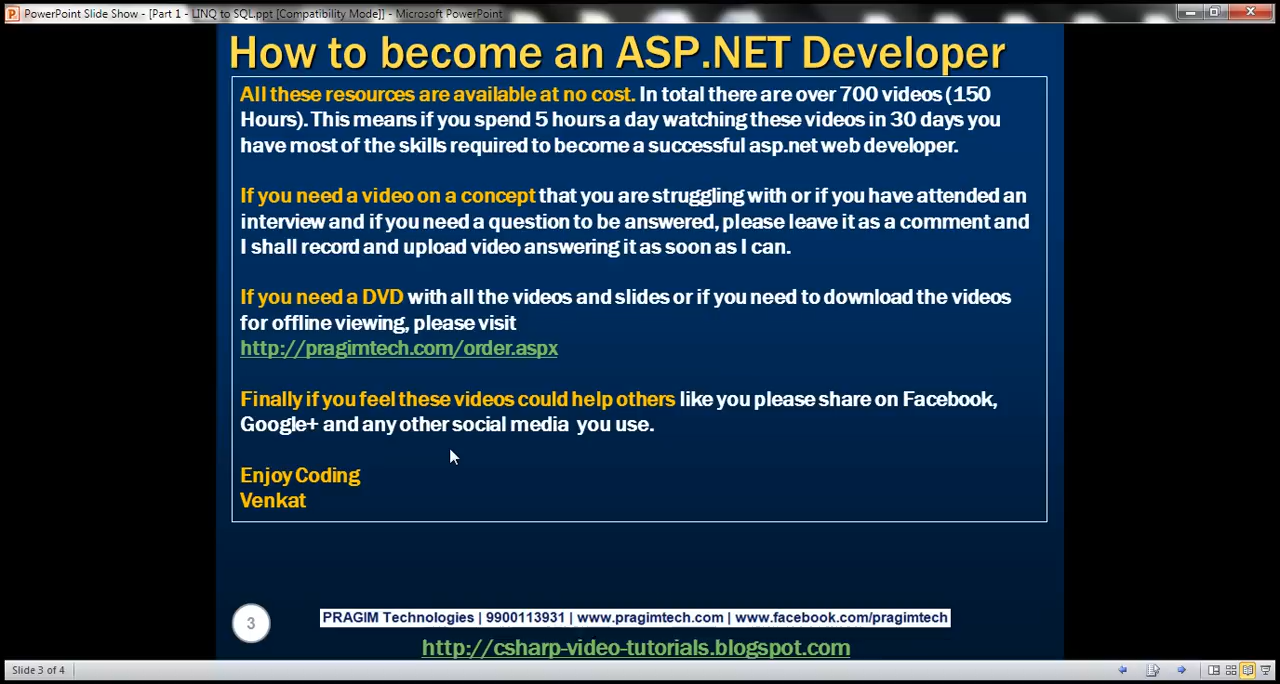 PowerPoint Slide Show - [Part 1 - LINQ to SQL.ppt [Compatibility Mode]] - Microsoft PowerPoint
How to become an ASP.NET Developer
All these resources are available at no cost. In total there are over 700 videos (150
Hours). This means if you spend 5 hours a day watching these videos in 30 days you
have most of the skills required to become a successful asp.net web developer.
If you need a video on a concept that you are struggling with or if you have attended an
interview and if you need a question to be answered, please leave it as a comment and
I shall record and upload video answering it as soon as I can.
If you need a DVD with all the videos and slides or if you need to download the videos
for offline viewing, please visit
http://pragimtech.com/order.aspx
Finally if you feel these videos could help others like you please share on Facebook,
Google+ and any other social media you use.
Enjoy Coding
Venkat
3
PRAGIM Technologies | 9900113931 | www.pragimtech.com | www.facebook.com/pragimtech
http://csharp-video-tutorials.blogspot.com
Slide 3 of 4